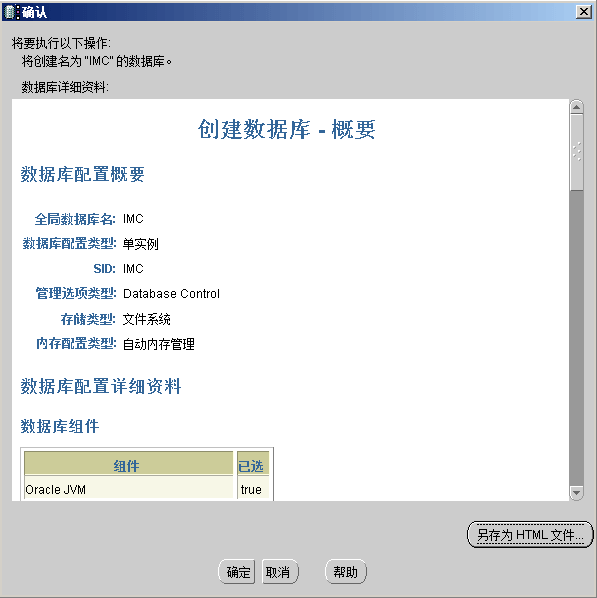 确认
将要执行以下操作:
将创建名为 "IMC" 的数据库。
数据库详细资料:
创建数据库 - 概要
数据库配置概要
全局数据库名: IMC
数据库配置类型: 单实例
SID: IMC
管理选项类型: Database Control
存储类型: 文件系统
内存配置类型: 自动内存管理
数据库配置详细资料
数据库组件
组件 已选
Oracle JVM true
另存为 HTML 文件...
确定 取消 帮助